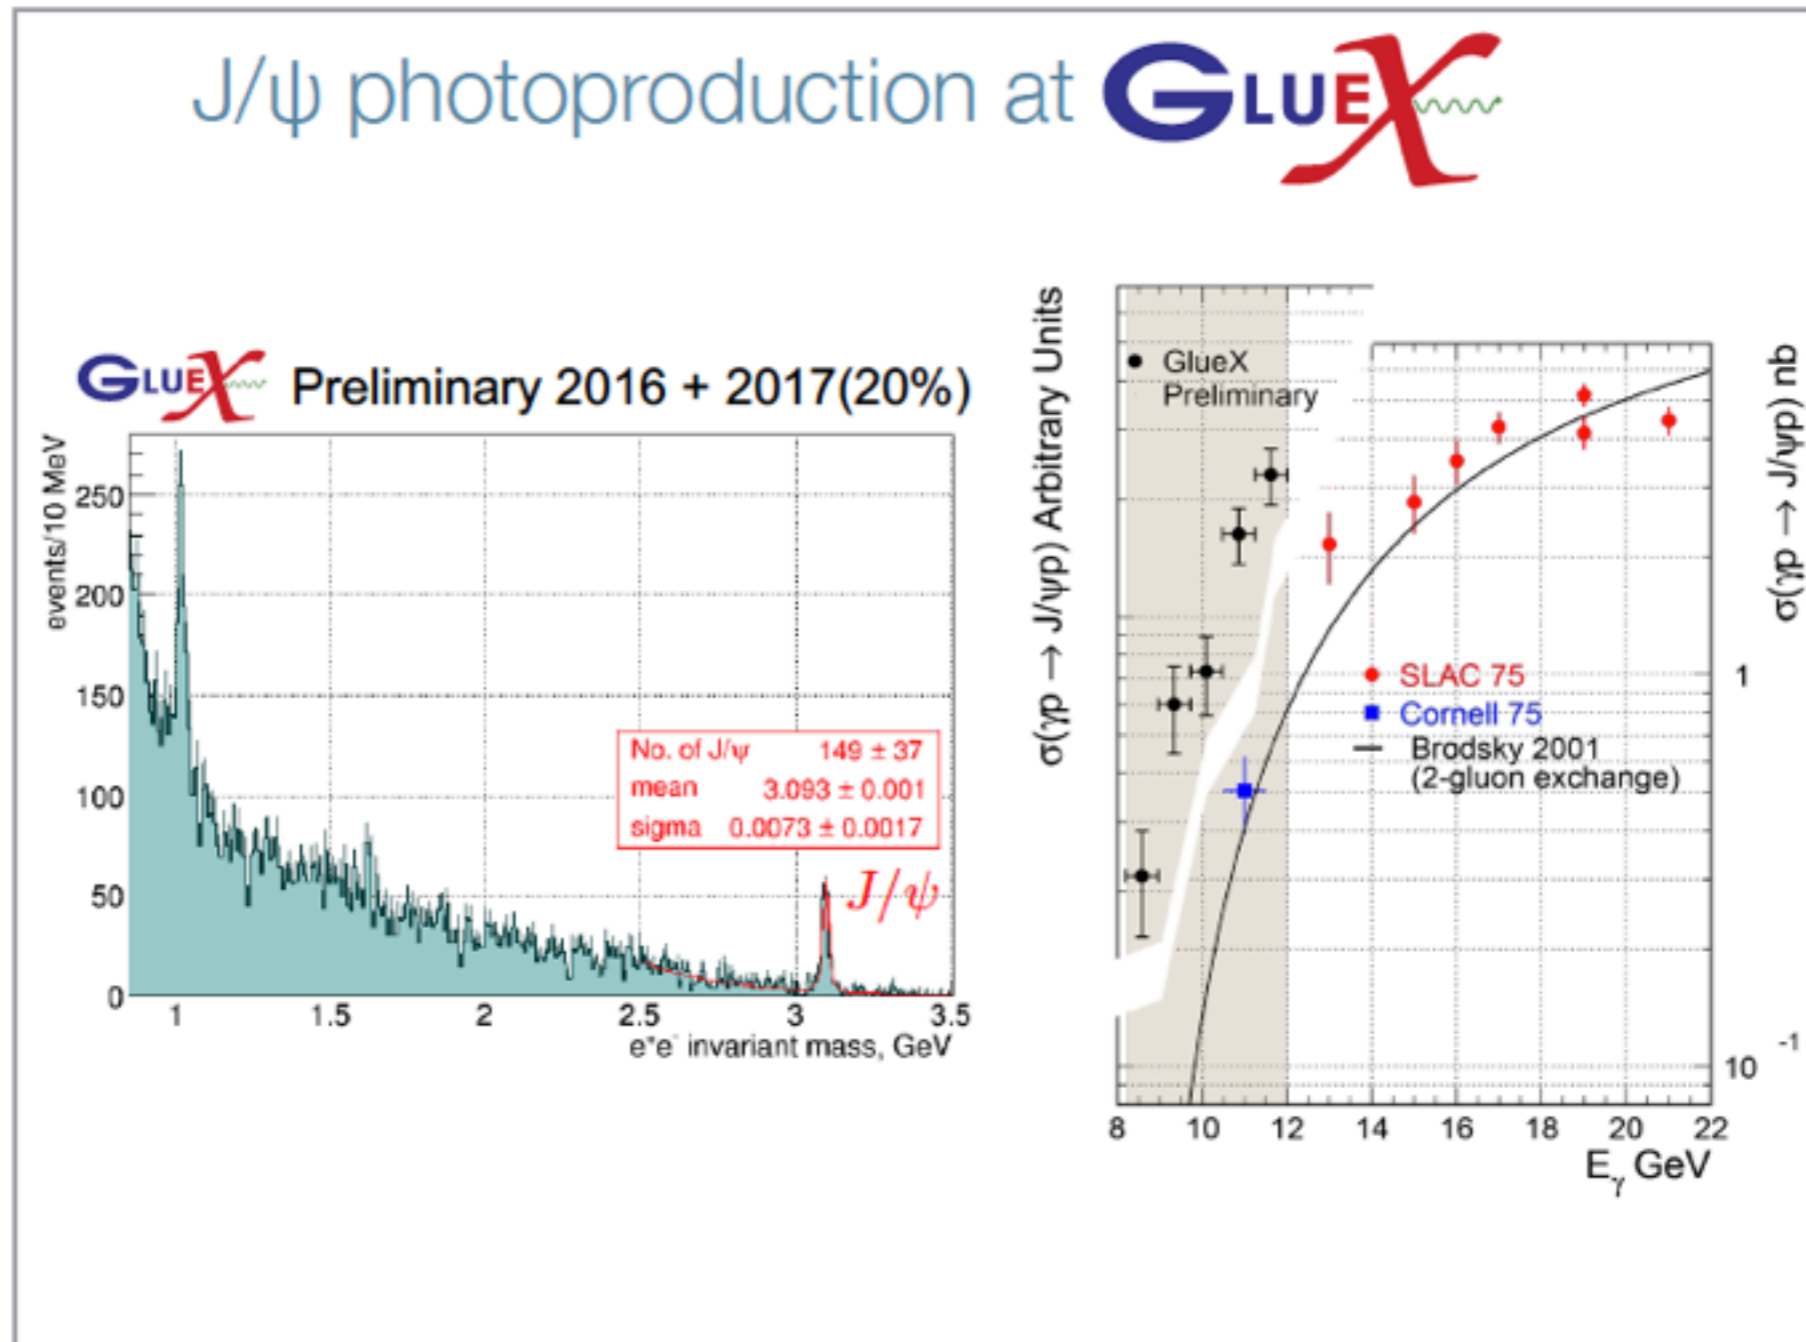 J/ψ photoproduction at GLUEX
GLUEX Preliminary 2016 + 2017(20%)
events/10 MeV
250
200
150
100
50
0
No. of J/ψ 149 ± 37
mean 3.093 ± 0.001
sigma 0.0073 ± 0.0017
J/ψ
1 1.5 2 2.5 3 3.5
e⁺e⁻ invariant mass, GeV
σ(γp → J/ψp) Arbitrary Units
GlueX
Preliminary
SLAC 75
Cornell 75
Brodsky 2001
(2-gluon exchange)
σ(γp → J/ψp) nb
1
10 -1
8 10 12 14 16 18 20 22
Eγ GeV